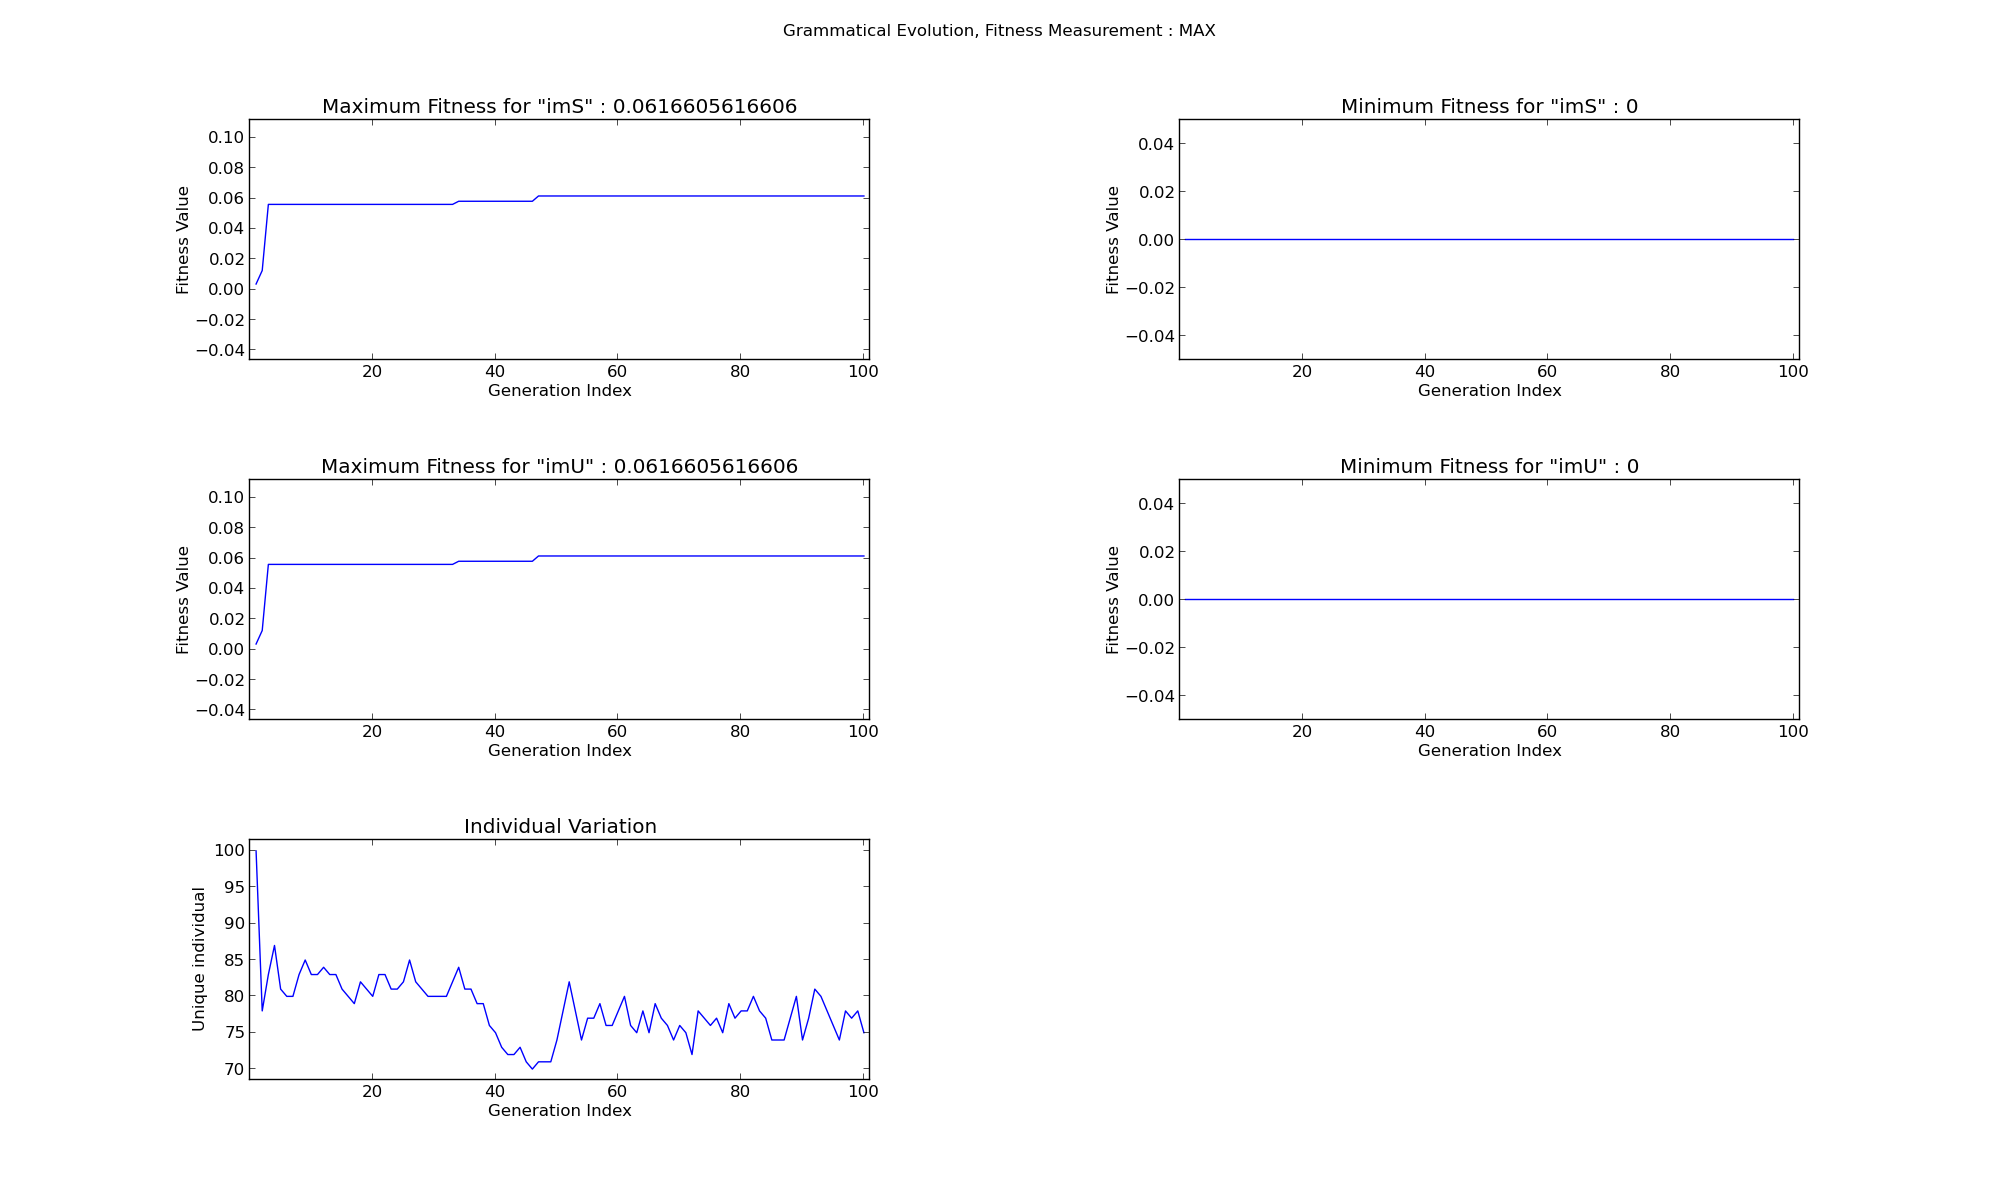 Grammatical Evolution, Fitness Measurement : MAX
Maximum Fitness for "imS" : 0.0616605616606
Fitness Value
0.10
0.08
0.06
0.04
0.02
0.00
−0.02
−0.04
20 40 60 80 100
Generation Index
Minimum Fitness for "imS" : 0
Fitness Value
0.04
0.02
0.00
−0.02
−0.04
20 40 60 80 100
Generation Index
Maximum Fitness for "imU" : 0.0616605616606
Fitness Value
0.10
0.08
0.06
0.04
0.02
0.00
−0.02
−0.04
20 40 60 80 100
Generation Index
Minimum Fitness for "imU" : 0
Fitness Value
0.04
0.02
0.00
−0.02
−0.04
20 40 60 80 100
Generation Index
Individual Variation
Unique individual
100
95
90
85
80
75
70
20 40 60 80 100
Generation Index